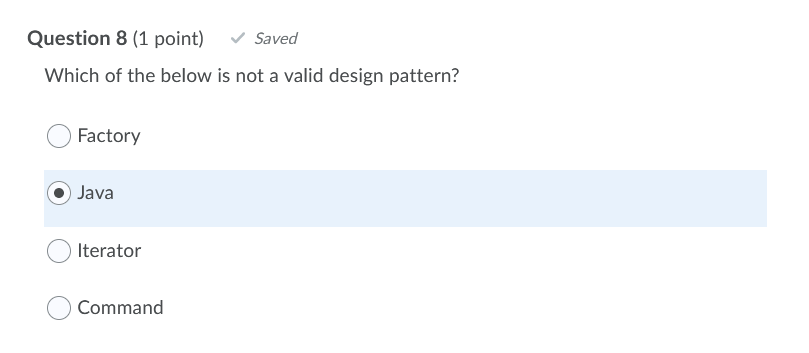 Question 8 (1 point) Saved
Which of the below is not a valid design pattern?
Factory
Java
Iterator
Command